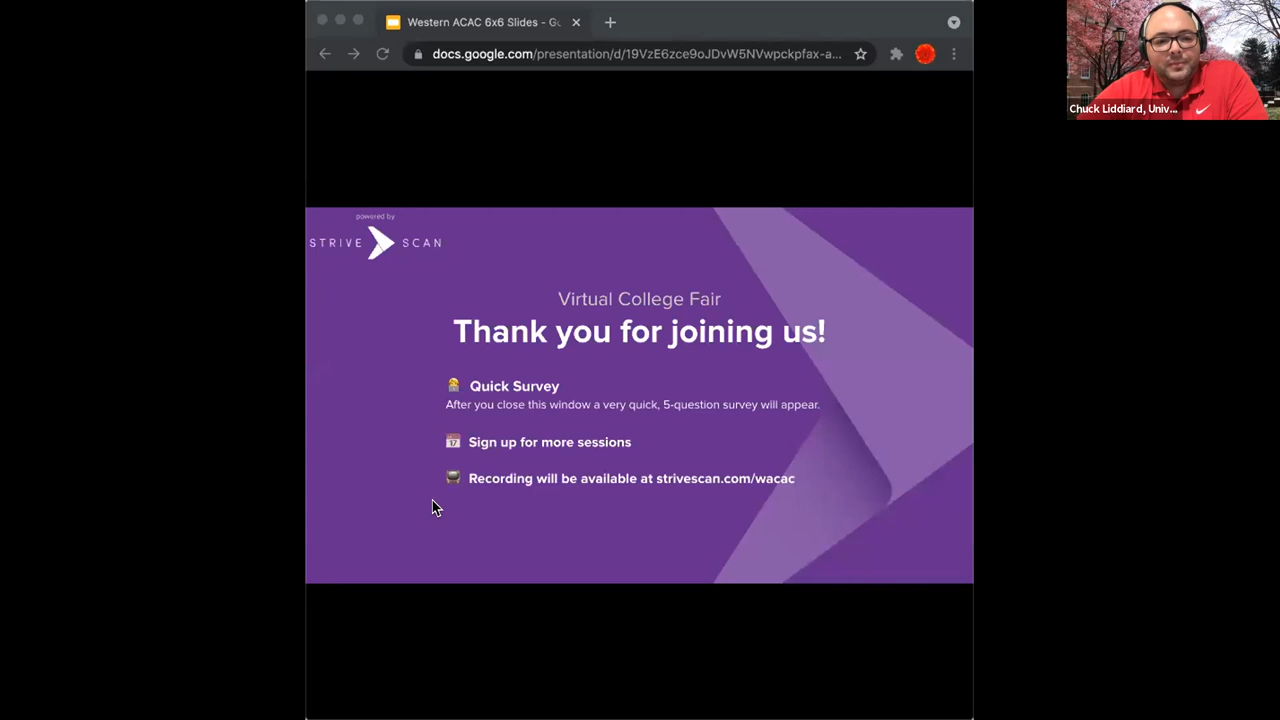 Western ACAC 6x6 Slides - Go
docs.google.com/presentation/d/19VzE6zce9oJDvW5NVwpckpfax-a...
Chuck Liddiard, Univ...
powered by
STRIVE SCAN
Virtual College Fair
Thank you for joining us!
Quick Survey
After you close this window a very quick, 5-question survey will appear.
17
Sign up for more sessions
Recording will be available at strivescan.com/wacac